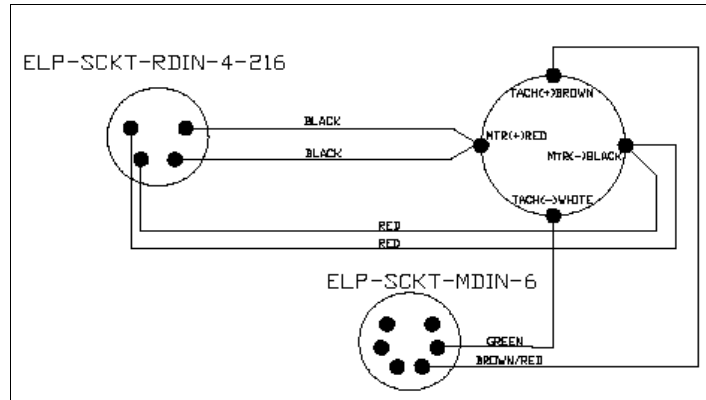 ELP-SCKT-RDIN-4-216
TACH(+)BROWN
BLACK
MTR(+)RED
BLACK
MTR(-)BLACK
TACH(-)WHITE
RED
RED
ELP-SCKT-MDIN-6
GREEN
BROWN/RED